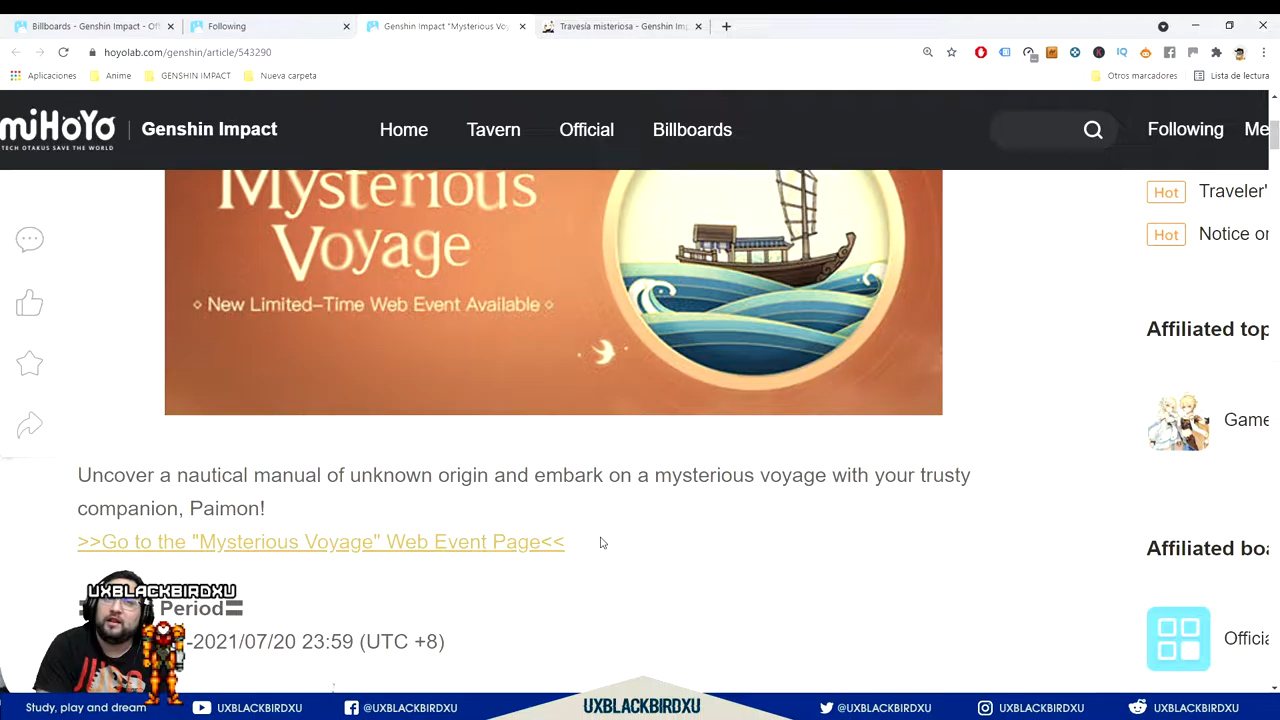 Billboards - Genshin Impact - Of
Following
Genshin Impact "Mysterious Vo
Travesía misteriosa - Genshin Im
hoyolab.com/genshin/article/543290
Aplicaciones
Anime
GENSHIN IMPACT
Nueva carpeta
Otros marcadores
Lista de lectura
miHoYo
TECH OTAKUS SAVE THE WORLD
Genshin Impact
Home
Tavern
Official
Billboards
Following
Me
Mysterious
Voyage
New Limited-Time Web Event Available
Hot
Traveler'
Hot
Notice or
Affiliated top
Game
Uncover a nautical manual of unknown origin and embark on a mysterious voyage with your trusty
companion, Paimon!
>>Go to the "Mysterious Voyage" Web Event Page<<
Affiliated boa
Officia
UXBLACKBIRDXU
Period〓
-2021/07/20 23:59 (UTC +8)
Study, play and dream
UXBLACKBIRDXU
@UXBLACKBIRDXU
UXBLACKBIRDXU
@UXBLACKBIRDXU
UXBLACKBIRDXU
UXBLACKBIRDXU